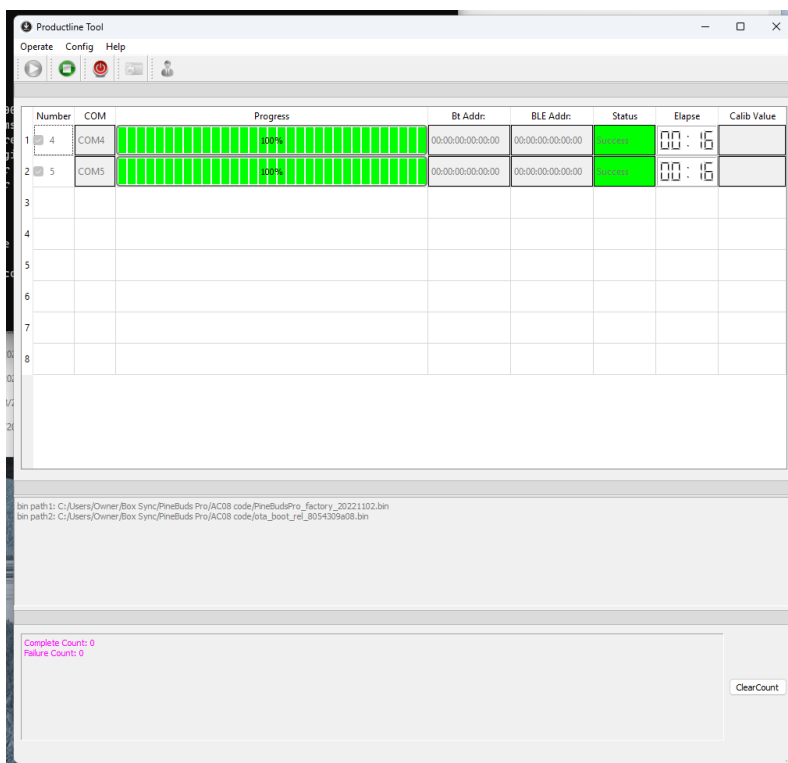 Productline Tool
Operate Config Help
Number COM Progress Bt Addr: BLE Addr: Status Elapse Calib Value
1 4 COM4 100% 00:00:00:00:00:00 00:00:00:00:00:00 Success 00:16
2 5 COM5 100% 00:00:00:00:00:00 00:00:00:00:00:00 Success 00:16
3
4
5
6
7
8
bin path1: C:/Users/Owner/Box Sync/PineBuds Pro/AC08 code/PineBudsPro_factory_20221102.bin
bin path2: C:/Users/Owner/Box Sync/PineBuds Pro/AC08 code/ota_boot_rel_8054309a08.bin
Complete Count: 0
Failure Count: 0
ClearCount